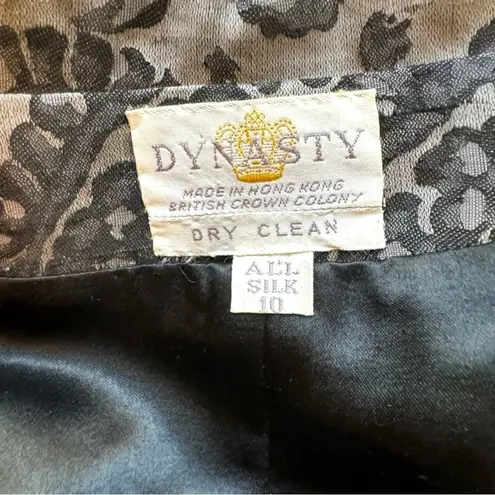 DYNASTY
MADE IN HONG KONG
BRITISH CROWN COLONY
DRY CLEAN
ALL
SILK
10